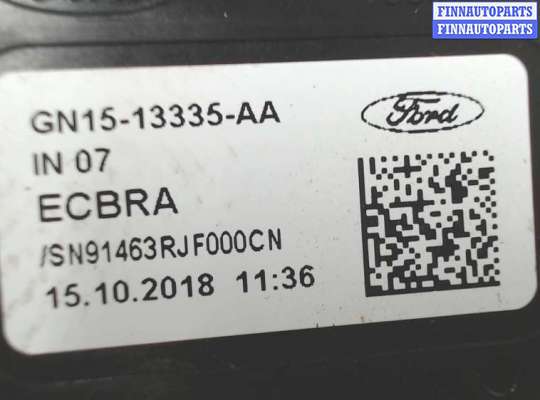 FINNAUTOPARTS
FINNAUTOPARTS
GN15-13335-AA
Ford
IN 07
ECBRA
/SN91463RJF000CN
15.10.2018 11:36